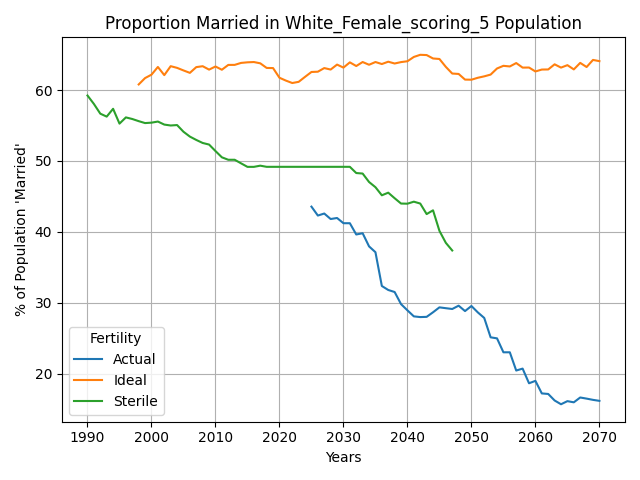 Proportion Married in White_Female_scoring_5 Population
% of Population 'Married'
60
50
40
30
20
Fertility
Actual
Ideal
Sterile
1990 2000 2010 2020 2030 2040 2050 2060 2070
Years